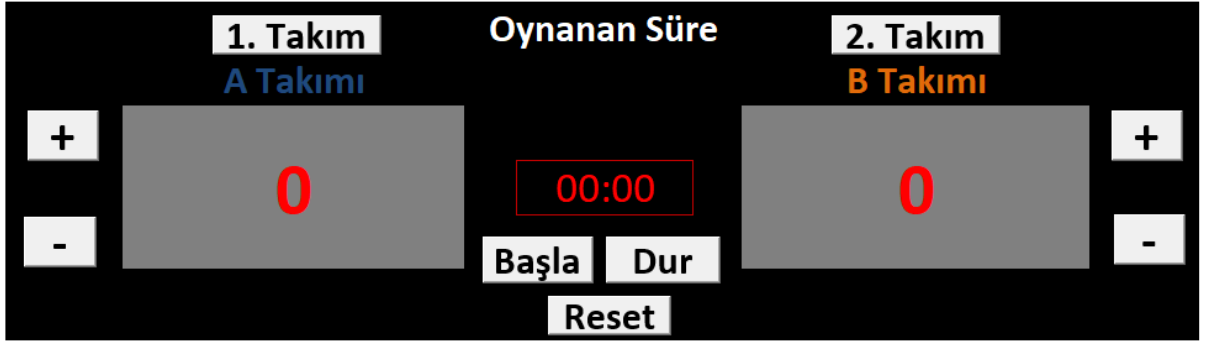 1. Takım
Oynanan Süre
2. Takım
A Takımı
B Takımı
+
+
0
00:00
0
-
-
Başla
Dur
Reset